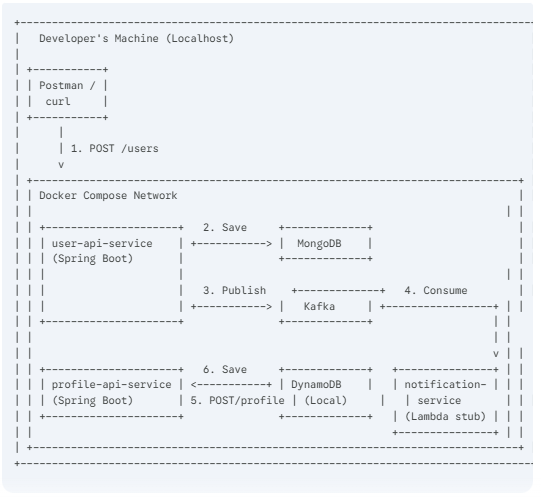 Developer's Machine (Localhost)
Postman /
curl
1. POST /users
Docker Compose Network
2. Save
user-api-service MongoDB
(Spring Boot)
3. Publish 4. Consume
Kafka
6. Save
profile-api-service DynamoDB notification-
(Spring Boot) 5. POST/profile (Local) service
(Lambda stub)